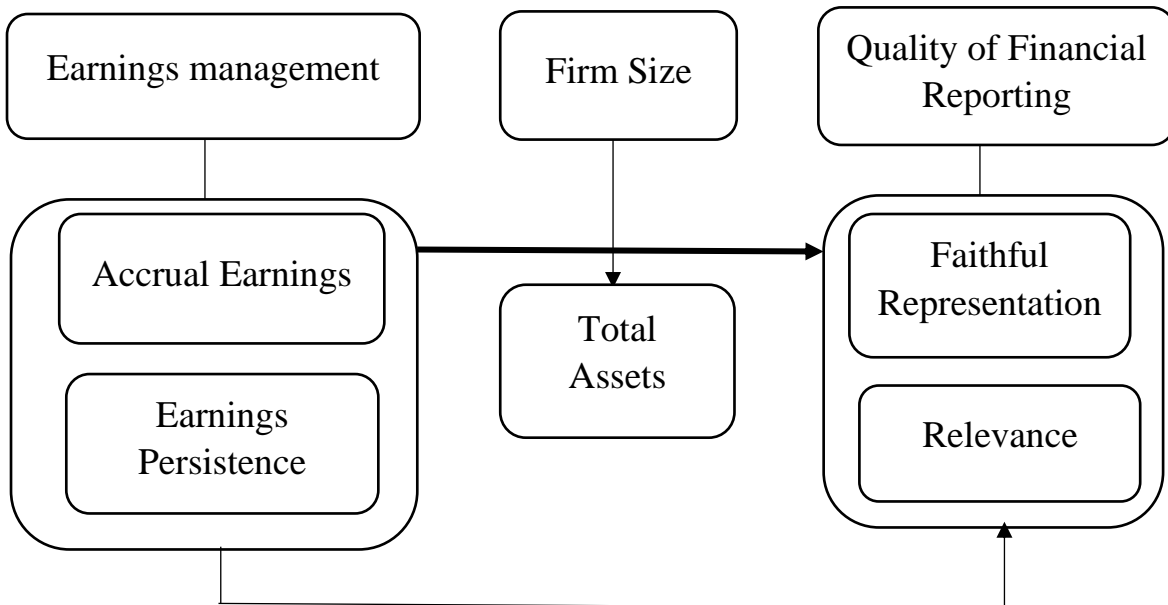 Earnings management
Firm Size
Quality of Financial
Reporting
Accrual Earnings
Earnings
Persistence
Total
Assets
Faithful
Representation
Relevance